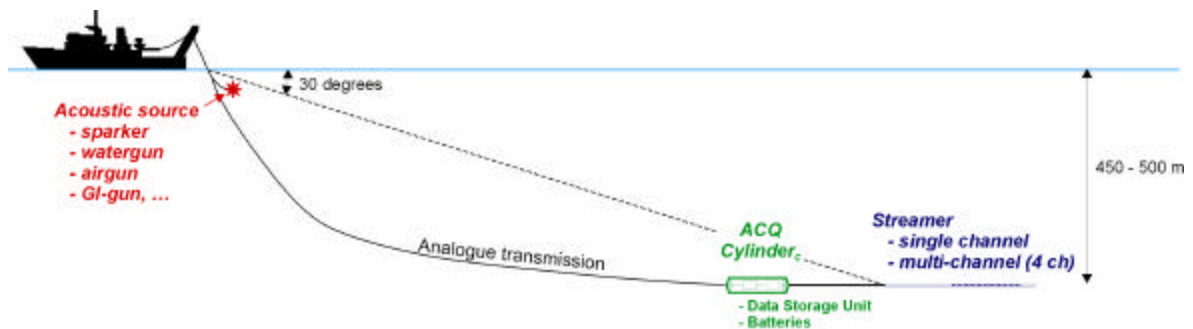 30 degrees
Acoustic source
- sparker
- watergun
- airgun
- GI-gun, ...
450 - 500 m
Analogue transmission
ACQ
Cylinderc
Streamer
- single channel
- multi-channel (4 ch)
- Data Storage Unit
- Batteries